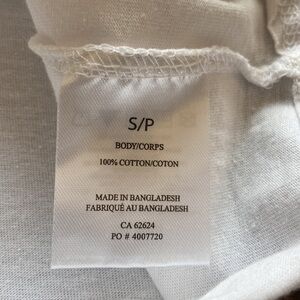 S/P
BODY/CORPS
100% COTTON/COTON
MADE IN BANGLADESH
FABRIQUÉ AU BANGLADESH
CA 62624
PO # 4007720